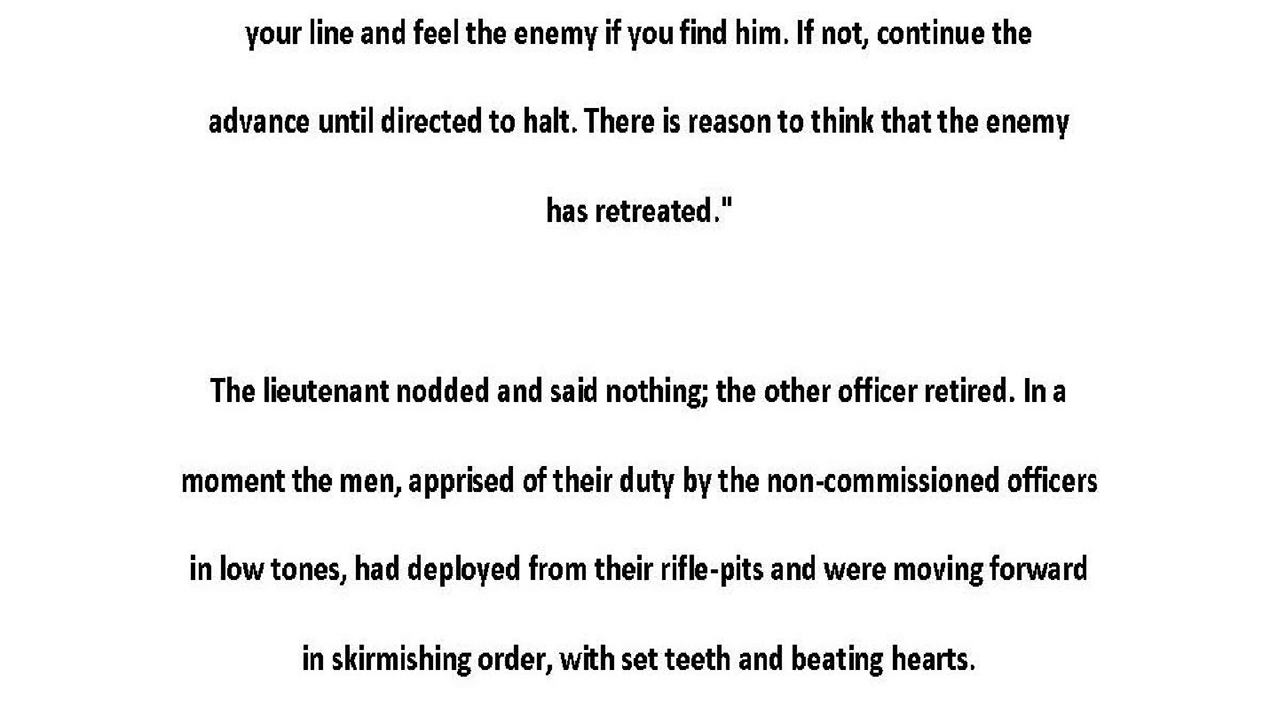 your line and feel the enemy if you find him. If not, continue the
advance until directed to halt. There is reason to think that the enemy
has retreated."
The lieutenant nodded and said nothing; the other officer retired. In a
moment the men, apprised of their duty by the non-commissioned officers
in low tones, had deployed from their rifle-pits and were moving forward
in skirmishing order, with set teeth and beating hearts.